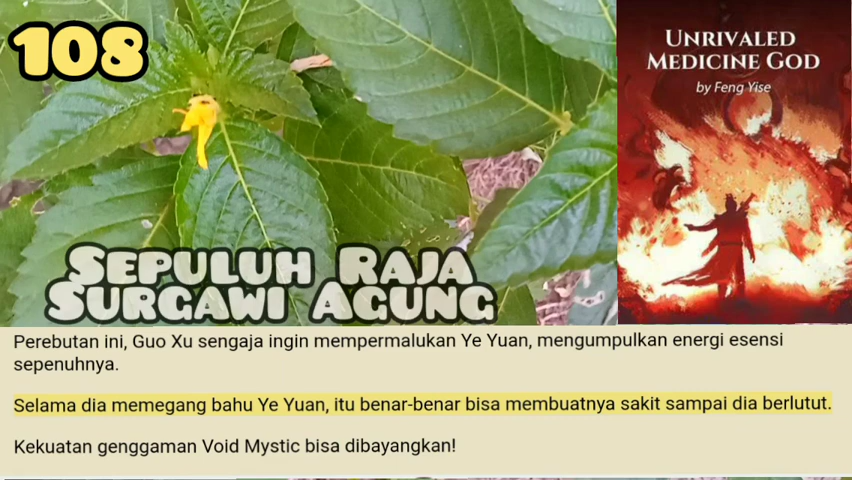 108
UNRIVALED
MEDICINE GOD
by Feng Yise
SEPULUH RAJA
SURGAWI AGUNG
Perebutan ini, Guo Xu sengaja ingin mempermalukan Ye Yuan, mengumpulkan energi esensi
sepenuhnya.
Selama dia memegang bahu Ye Yuan, itu benar-benar bisa membuatnya sakit sampai dia berlutut.
Kekuatan genggaman Void Mystic bisa dibayangkan!